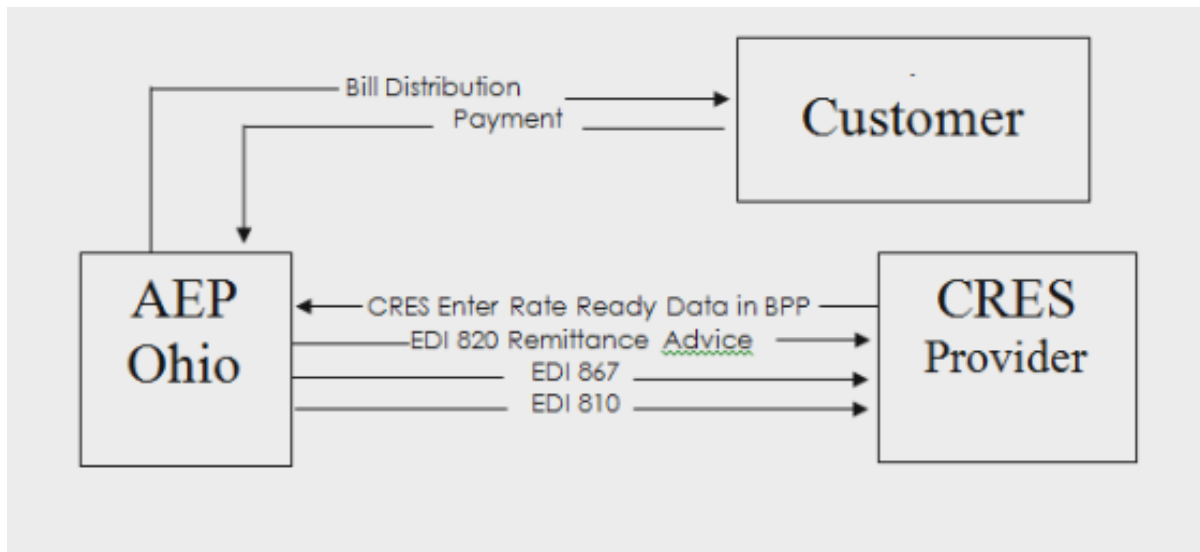 Bill Distribution
Payment
Customer
AEP
Ohio
CRES Enter Rate Ready Data in BPP
EDI 820 Remittance Advice
EDI 867
EDI 810
CRES
Provider